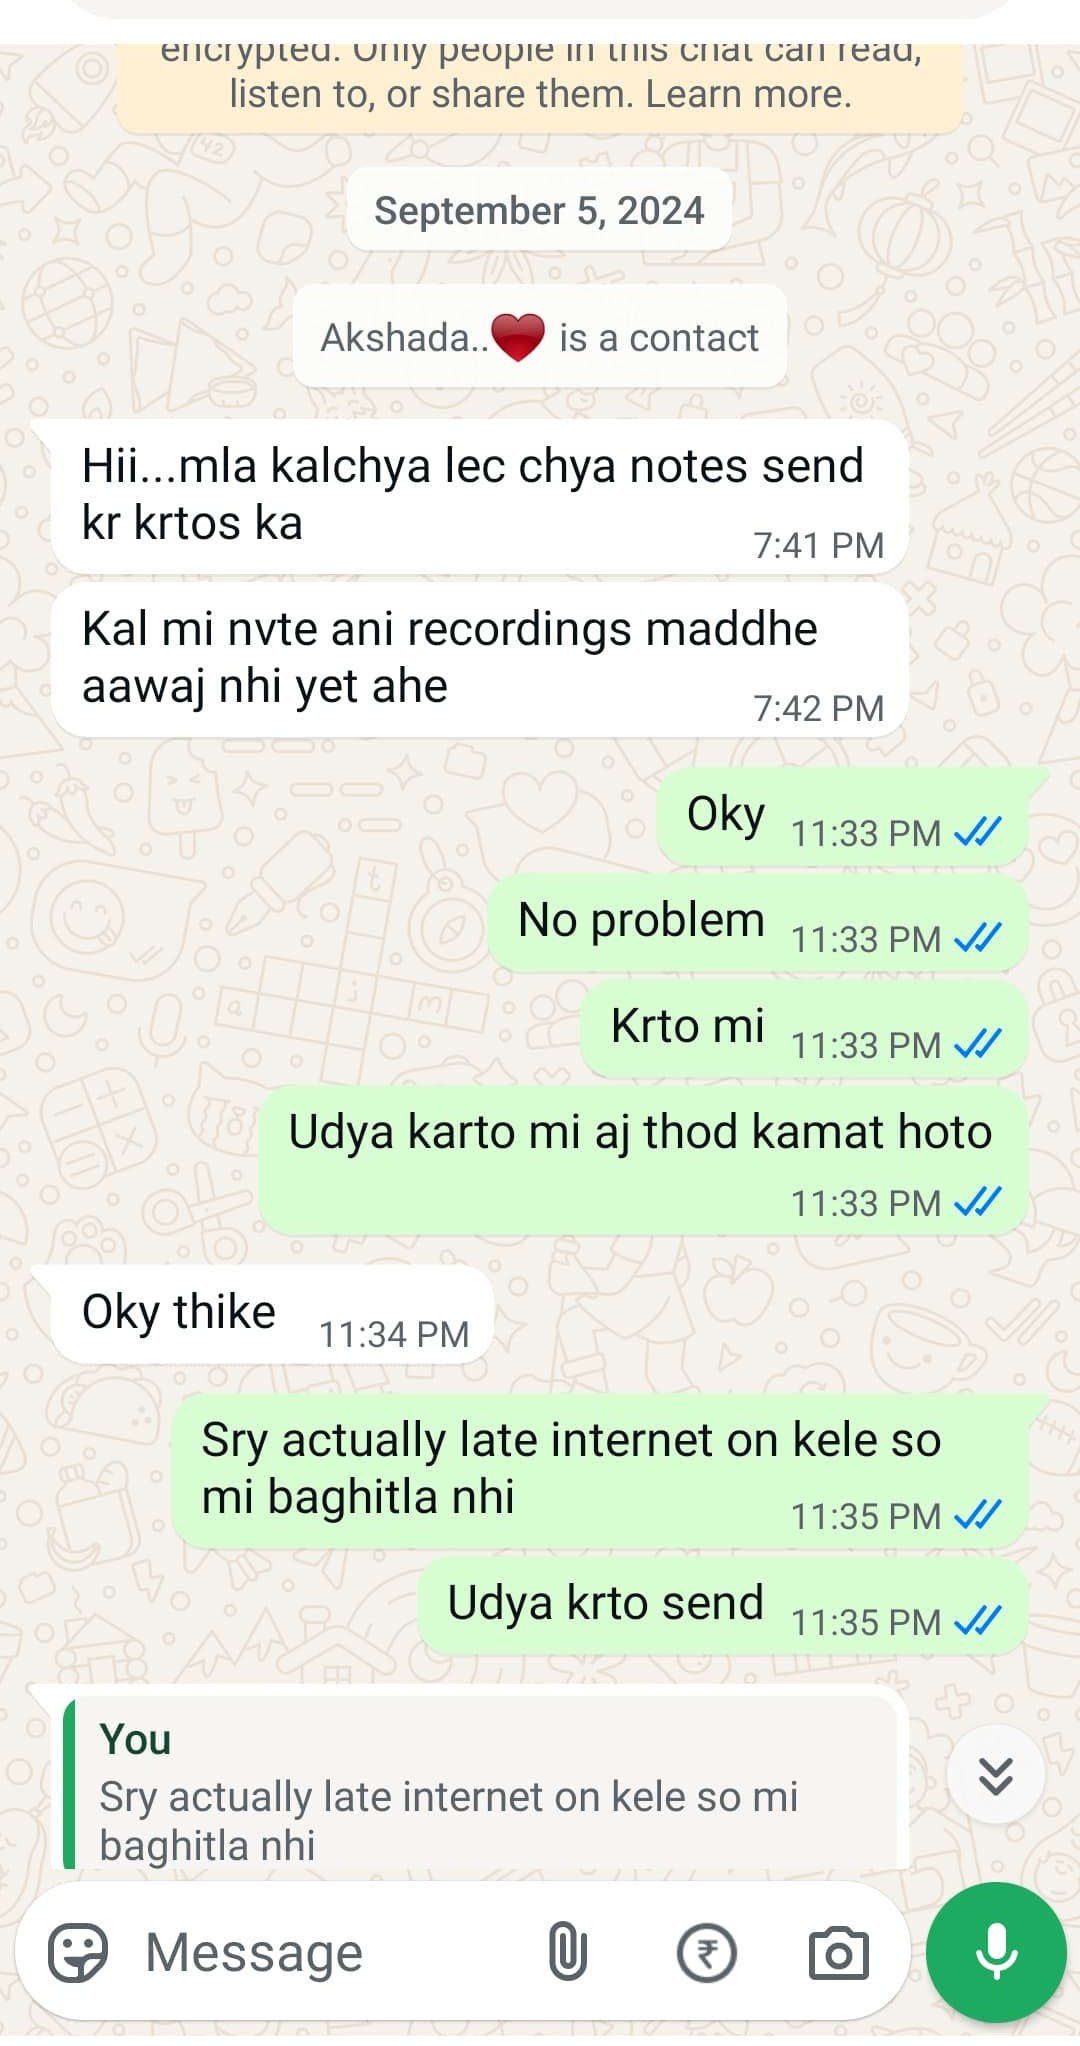 encrypted. Only people in this chat can read,
listen to, or share them. Learn more.
September 5, 2024
Akshada..❤️ is a contact
Hii...mla kalchya lec chya notes send
kr krtos ka
7:41 PM
Kal mi nvte ani recordings maddhe
aawaj nhi yet ahe
7:42 PM
Oky 11:33 PM
No problem 11:33 PM
Krto mi 11:33 PM
Udya karto mi aj thod kamat hoto
11:33 PM
Oky thike 11:34 PM
Sry actually late internet on kele so
mi baghitla nhi 11:35 PM
Udya krto send 11:35 PM
You
Sry actually late internet on kele so mi
baghitla nhi
Message